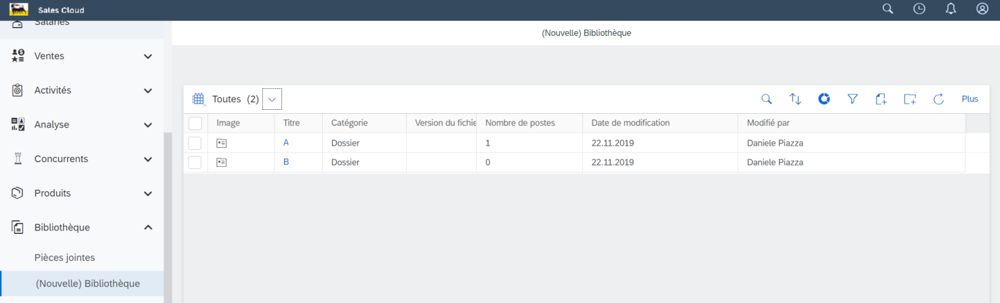 Sales Cloud
Salariés
(Nouvelle) Bibliothèque
Ventes
Activités
Toutes (2)
Plus
Analyse
Image Titre Catégorie Version du fichie Nombre de postes Date de modification Modifié par
A Dossier 1 22.11.2019 Daniele Piazza
B Dossier 0 22.11.2019 Daniele Piazza
Concurrents
Produits
Bibliothèque
Pièces jointes
(Nouvelle) Bibliothèque